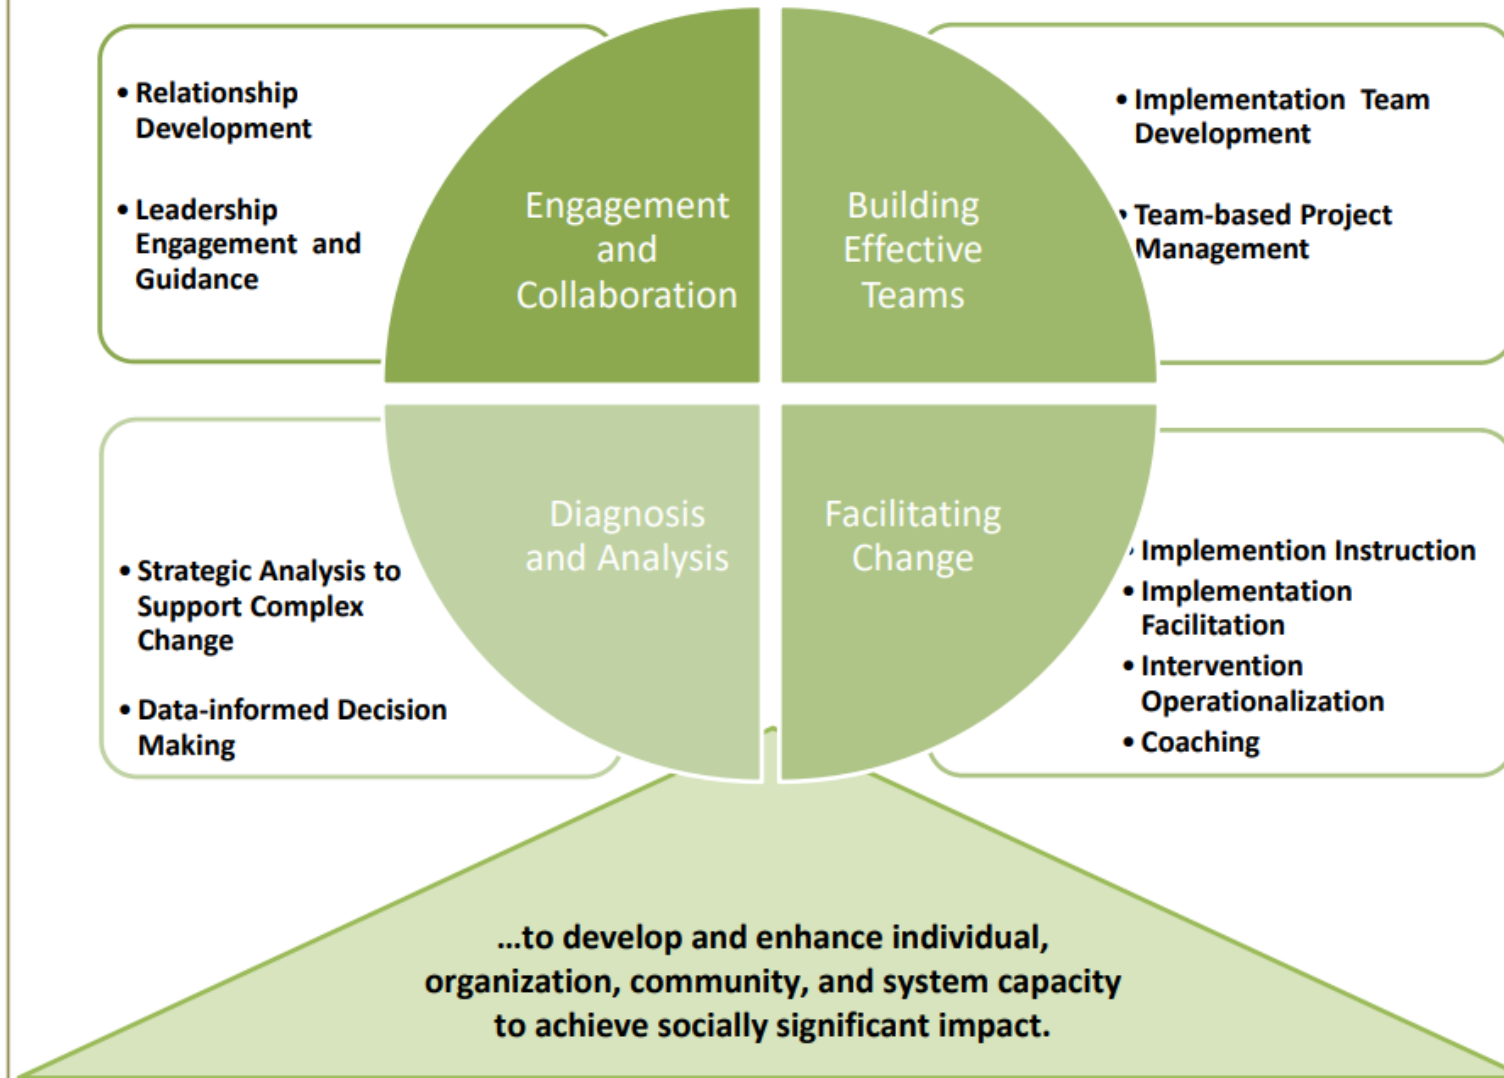 • Relationship
Development
• Leadership
Engagement and
Guidance
Engagement
and
Collaboration
Building
Effective
Teams
• Implementation Team
Development
• Team-based Project
Management
• Strategic Analysis to
Support Complex
Change
• Data-informed Decision
Making
Diagnosis
and Analysis
Facilitating
Change
• Implemention Instruction
• Implementation
Facilitation
• Intervention
Operationalization
• Coaching
...to develop and enhance individual,
organization, community, and system capacity
to achieve socially significant impact.